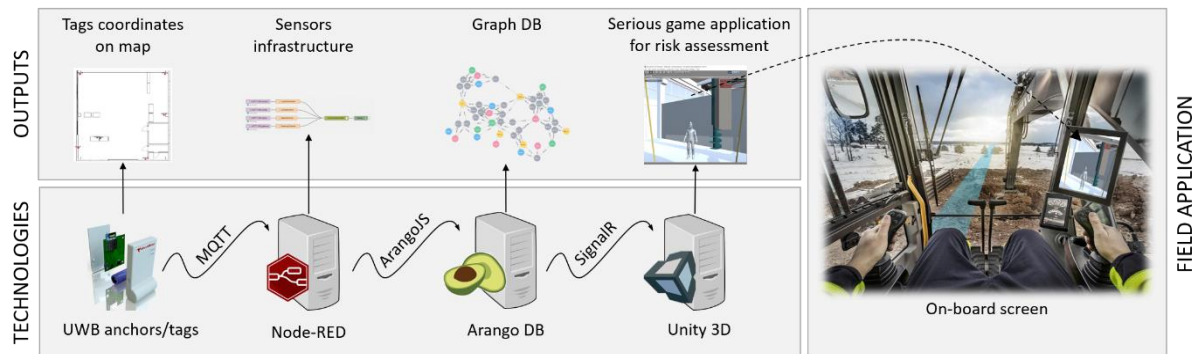 OUTPUTS
Tags coordinates
on map
Sensors
infrastructure
Graph DB
Serious game application
for risk assessment
TECHNOLOGIES
MQTT
ArangoJS
SignalR
UWB anchors/tags
Node-RED
Arango DB
Unity 3D
On-board screen
FIELD APPLICATION